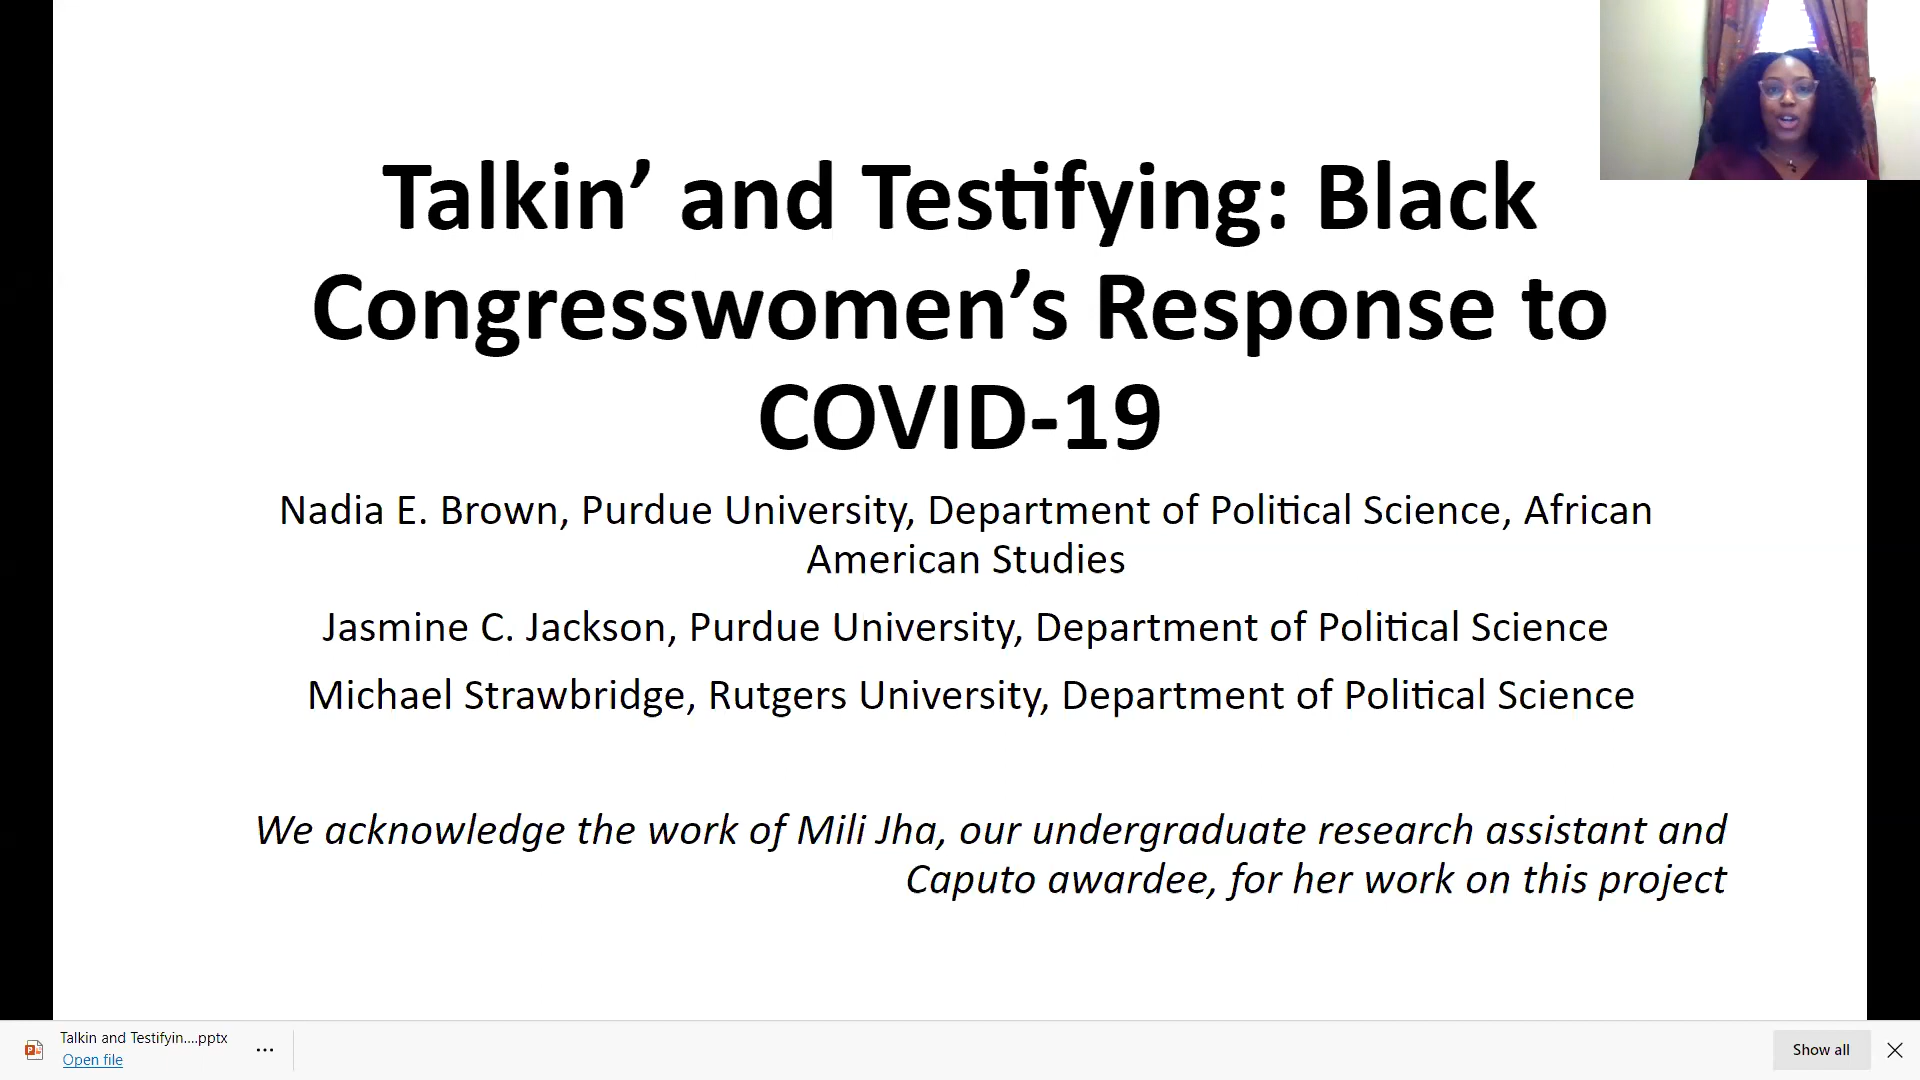 Talkin’ and Testifying: Black
Congresswomen’s Response to
COVID-19
Nadia E. Brown, Purdue University, Department of Political Science, African
American Studies
Jasmine C. Jackson, Purdue University, Department of Political Science
Michael Strawbridge, Rutgers University, Department of Political Science
We acknowledge the work of Mili Jha, our undergraduate research assistant and
Caputo awardee, for her work on this project
Talkin and Testifyin....pptx
Open file
Show all